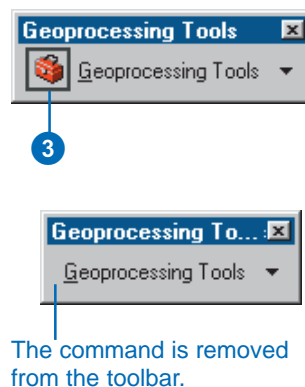 Geoprocessing Tools
Geoprocessing Tools
3
Geoprocessing To...
Geoprocessing Tools
The command is removed
from the toolbar.